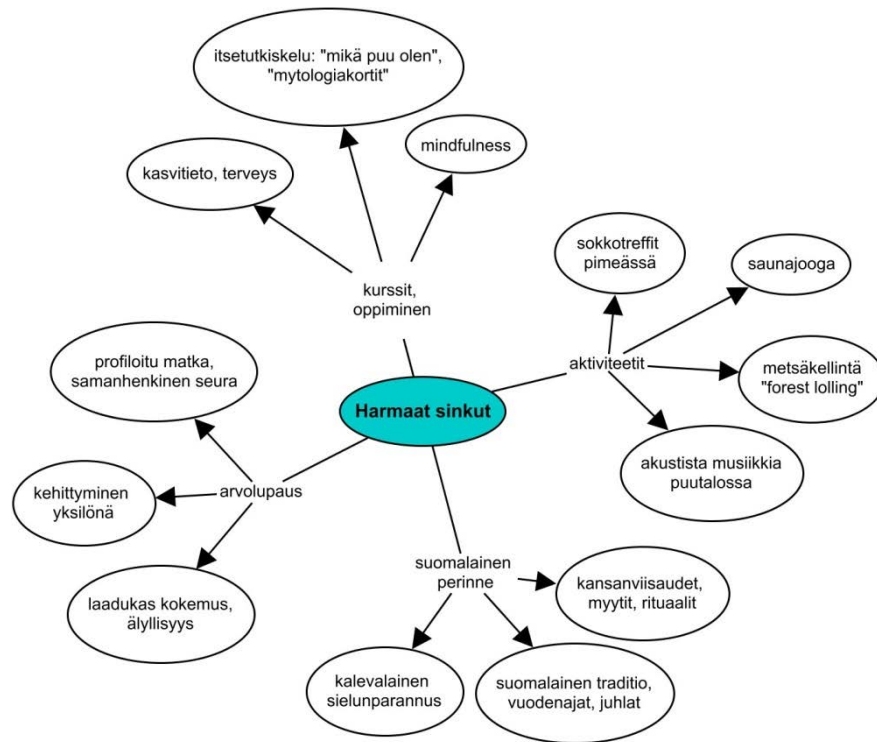 itsetutkiskelu: "mikä puu olen",
"mytologiakortit"
mindfulness
kasvitieto, terveys
kurssit,
oppiminen
sokkotreffit
pimeässä
saunajooga
aktiviteetit
metsäkellintä
"forest lolling"
akustista musiikkia
puutalossa
Harmaat sinkut
profiloitu matka,
samanhenkinen seura
arvolupaus
kehittyminen
yksilönä
laadukas kokemus,
älyllisyys
suomalainen
perinne
kansanviisaudet,
myytit, rituaalit
kalevalainen
sielunparannus
suomalainen traditio,
vuodenajat, juhlat